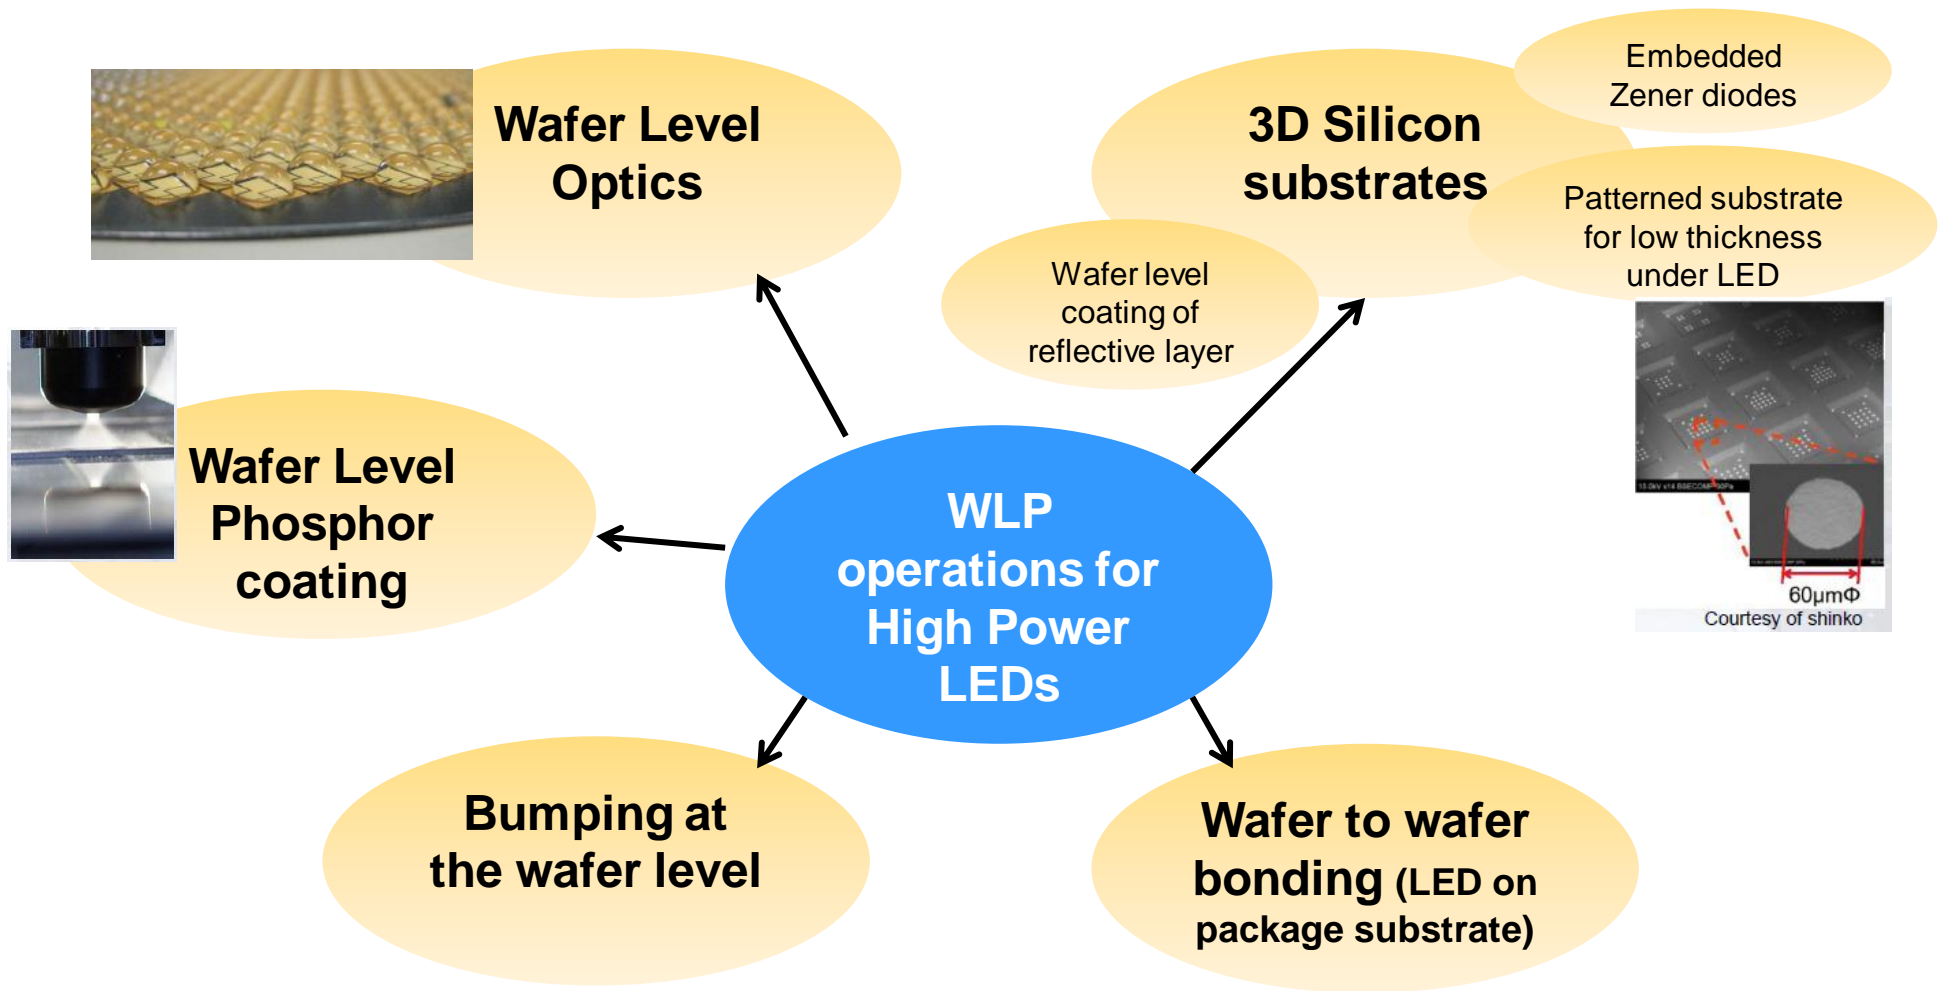 Embedded
Zener diodes
Wafer Level
Optics
3D Silicon
substrates
Patterned substrate
for low thickness
under LED
Wafer level
coating of
reflective layer
Wafer Level
Phosphor
coating
WLP
operations for
High Power
LEDs
60µmΦ
Courtesy of shinko
Bumping at
the wafer level
Wafer to wafer
bonding (LED on
package substrate)